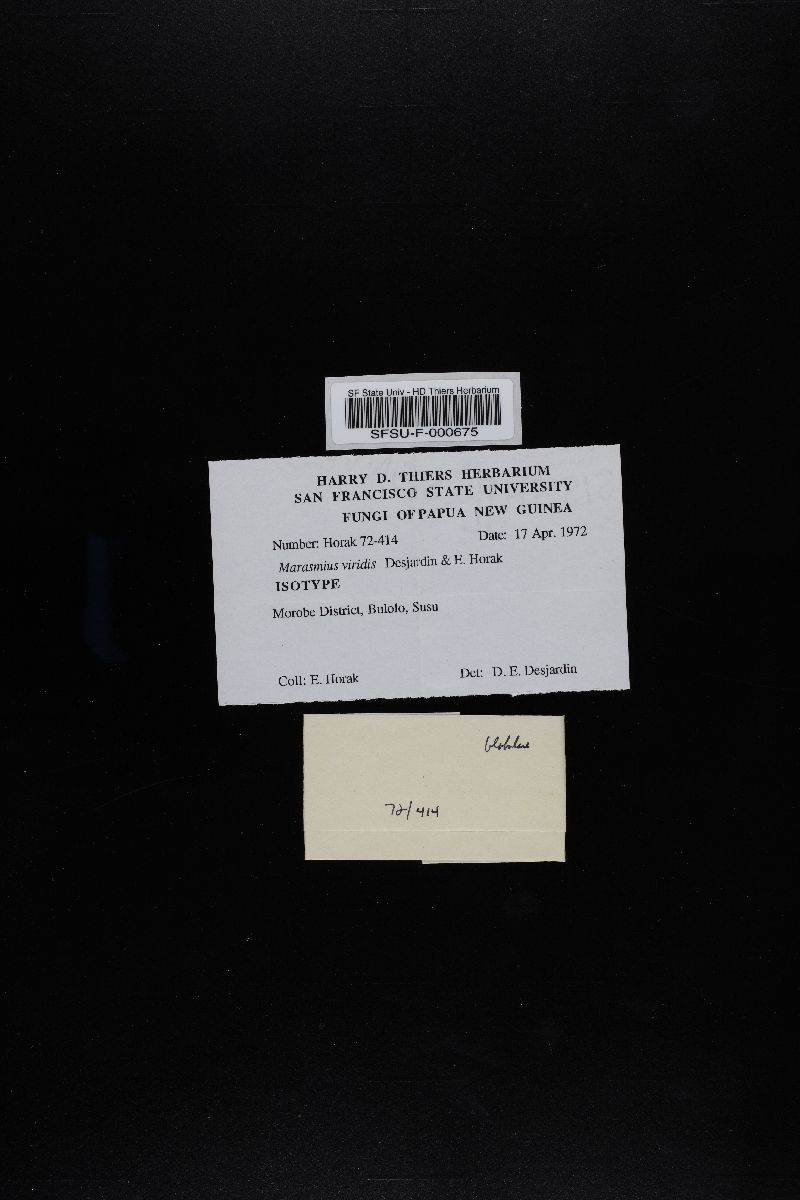 SF State Univ - HD Thiers Herbarium
SFSU-F-000675
HARRY D. THIERS HERBARIUM
SAN FRANCISCO STATE UNIVERSITY
FUNGI OF PAPUA NEW GUINEA
Number: Horak 72-414 Date: 17 Apr. 1972
Marasmius viridis Desjardin & E. Horak
ISOTYPE
Morobe District, Bulolo, Susu
Coll: E. Horak Det: D. E. Desjardin
72/414